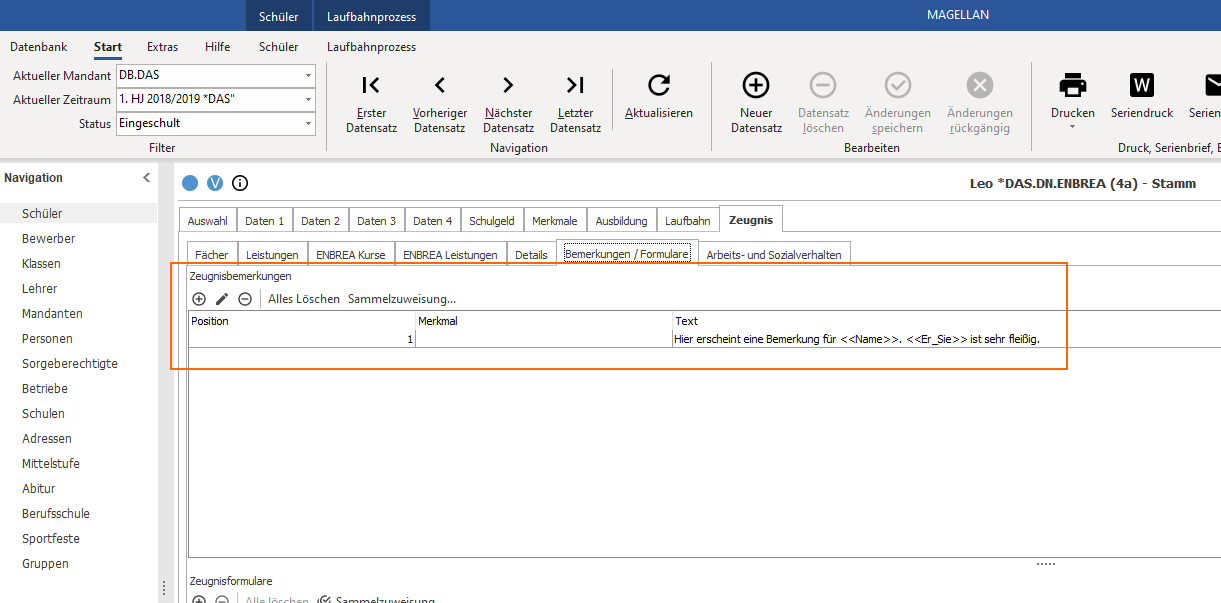 Schüler Laufbahnprozess MAGELLAN
Datenbank Start Extras Hilfe Schüler Laufbahnprozess
Aktueller Mandant DB.DAS
Aktueller Zeitraum 1. HJ 2018/2019 *DAS"
Status Eingeschult
Filter
Erster Datensatz
Vorheriger Datensatz
Nächster Datensatz
Letzter Datensatz
Aktualisieren
Navigation
Neuer Datensatz
Datensatz löschen
Änderungen speichern
Änderungen rückgängig
Bearbeiten
Drucken
W
Seriendruck
Serien
Druck, Serienbrief, E
Navigation
Schüler
Bewerber
Klassen
Lehrer
Mandanten
Personen
Sorgeberechtigte
Betriebe
Schulen
Adressen
Mittelstufe
Abitur
Berufsschule
Sportfeste
Gruppen
V
Leo *DAS.DN.ENBREA (4a) - Stamm
Auswahl Daten 1 Daten 2 Daten 3 Daten 4 Schulgeld Merkmale Ausbildung Laufbahn Zeugnis
Fächer Leistungen ENBREA Kurse ENBREA Leistungen Details Bemerkungen / Formulare Arbeits- und Sozialverhalten
Zeugnisbemerkungen
Alles Löschen Sammelzuweisung...
Position Merkmal Text
1 Hier erscheint eine Bemerkung für <<Name>>. <<Er_Sie>> ist sehr fleißig.
Zeugnisformulare
Alle löschen Sammelzuweisung